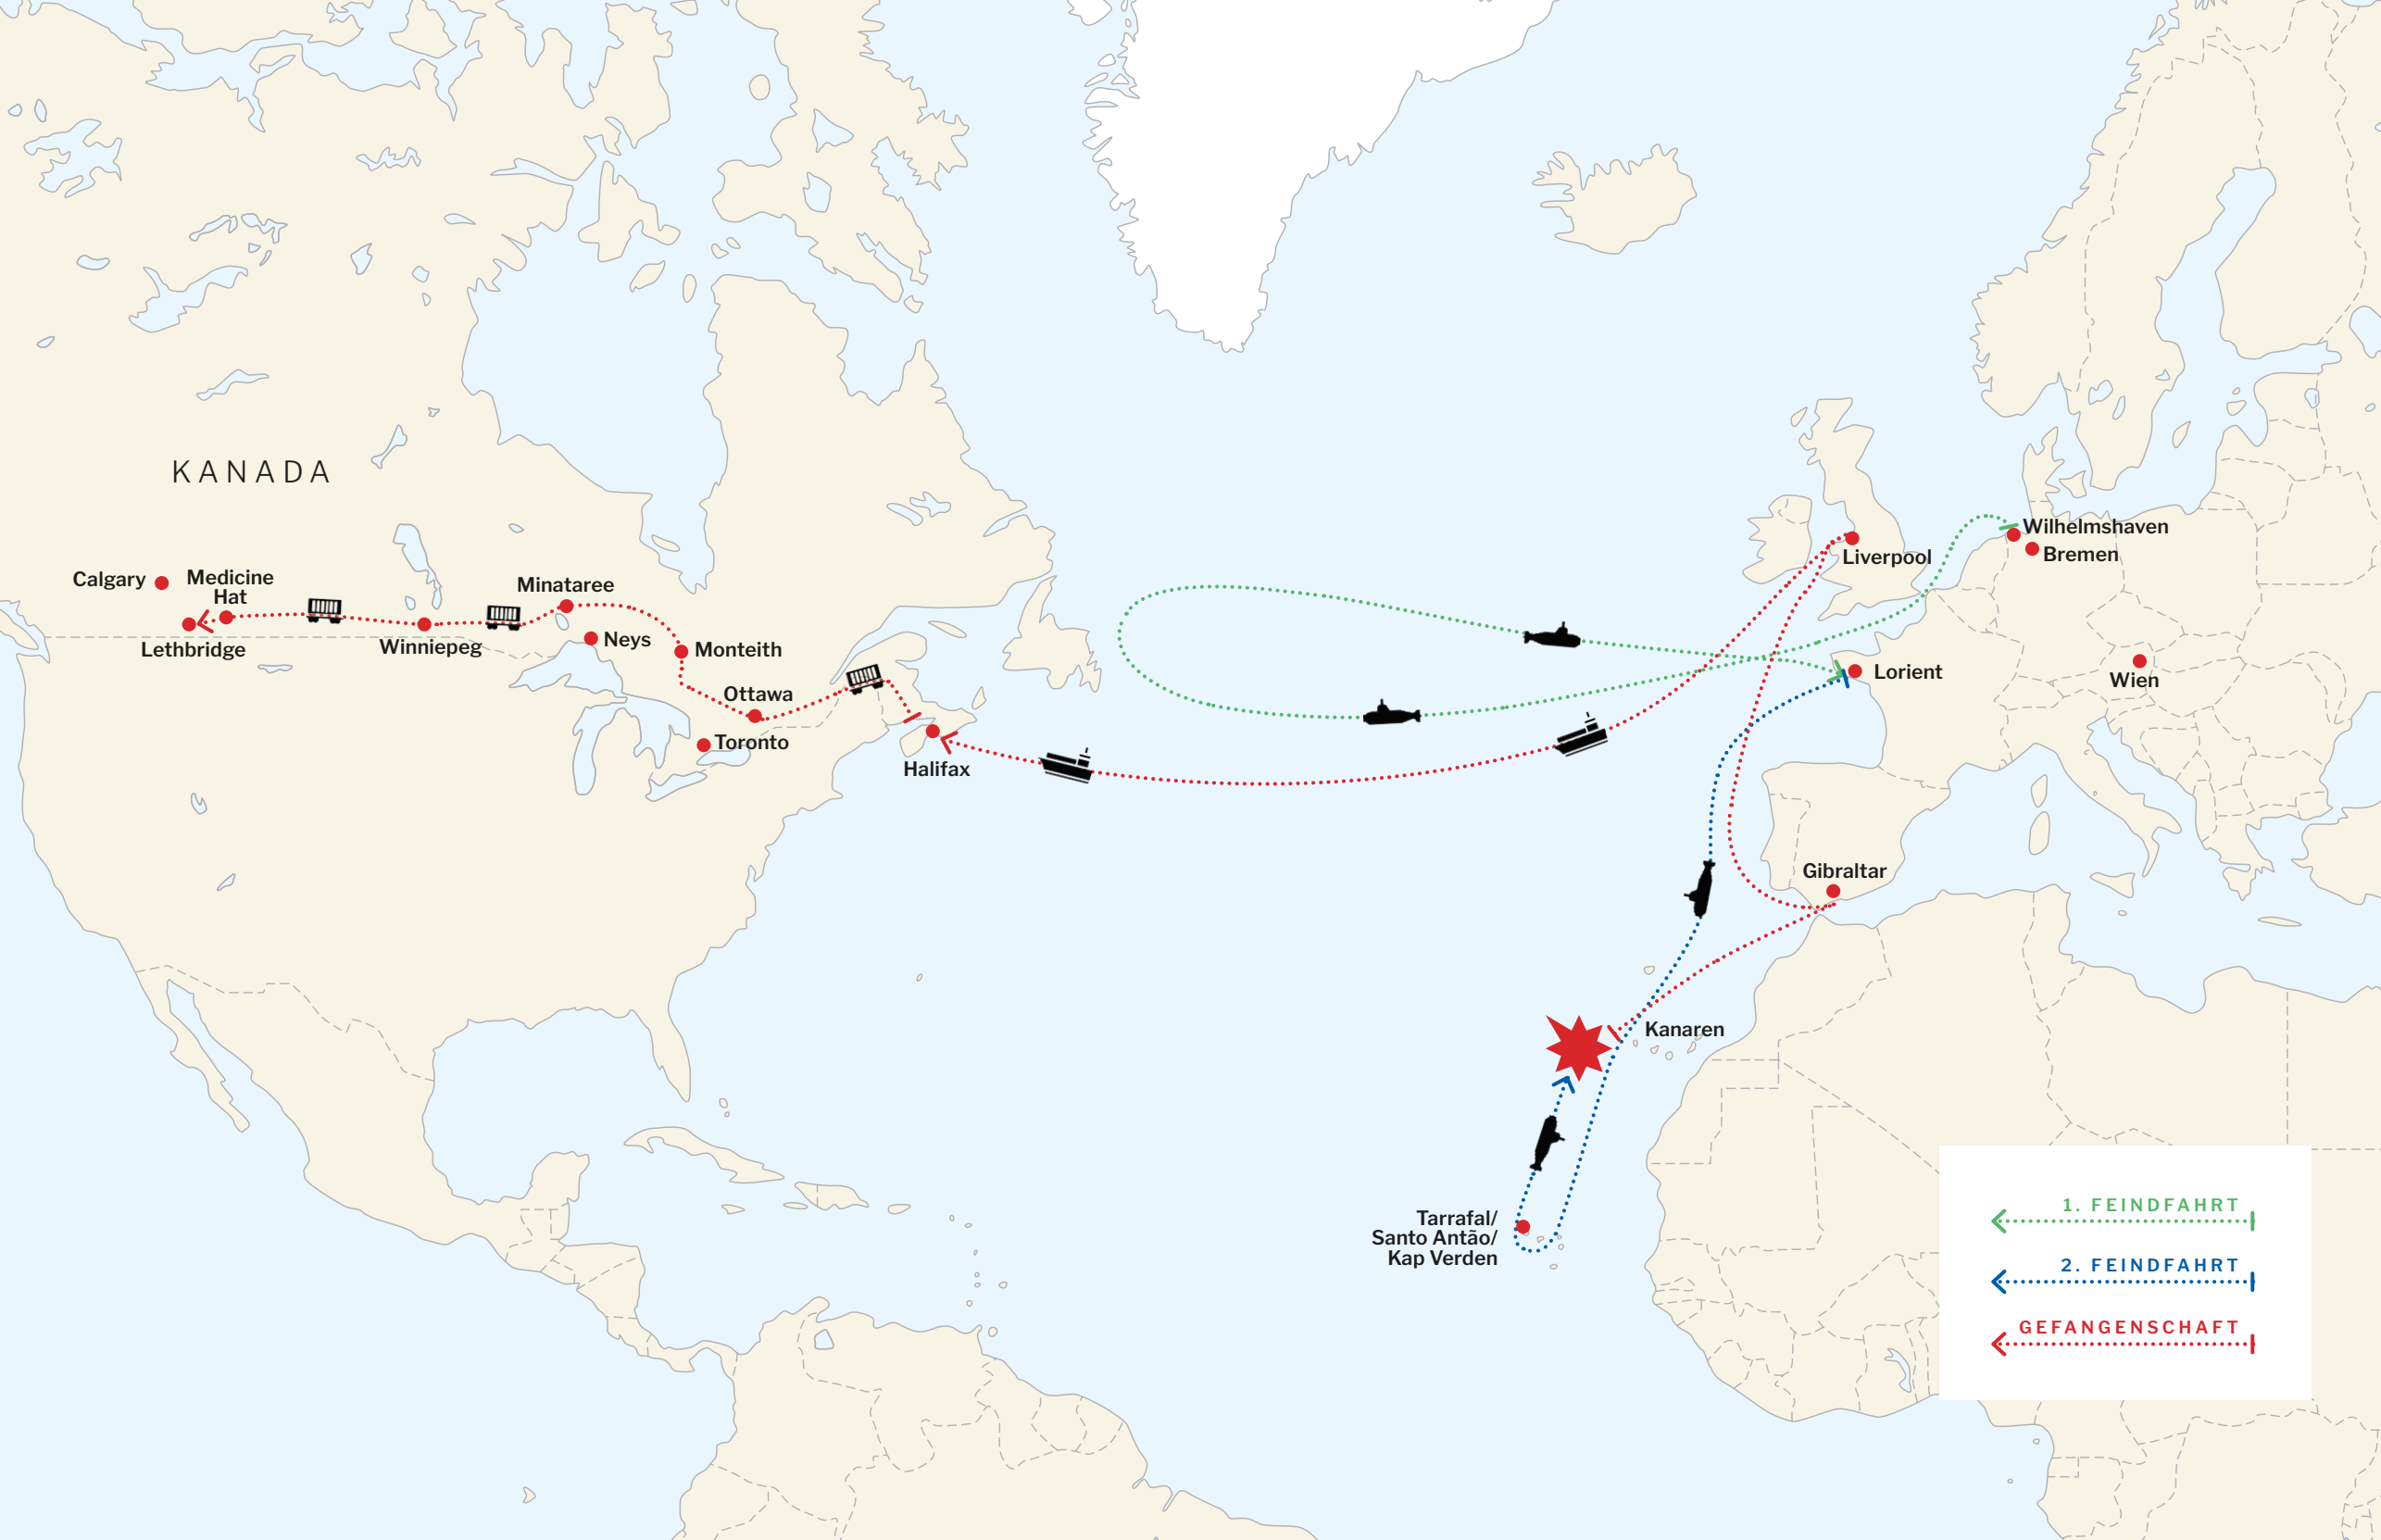 KANADA
Calgary
Medicine
Hat
Lethbridge
Winniepeg
Minataree
Neys
Monteith
Ottawa
Toronto
Halifax
Liverpool
Wilhelmshaven
Bremen
Lorient
Wien
Gibraltar
Kanaren
Tarrafal/
Santo Antão/
Kap Verden
1. FEINDFAHRT
2. FEINDFAHRT
GEFANGENSCHAFT